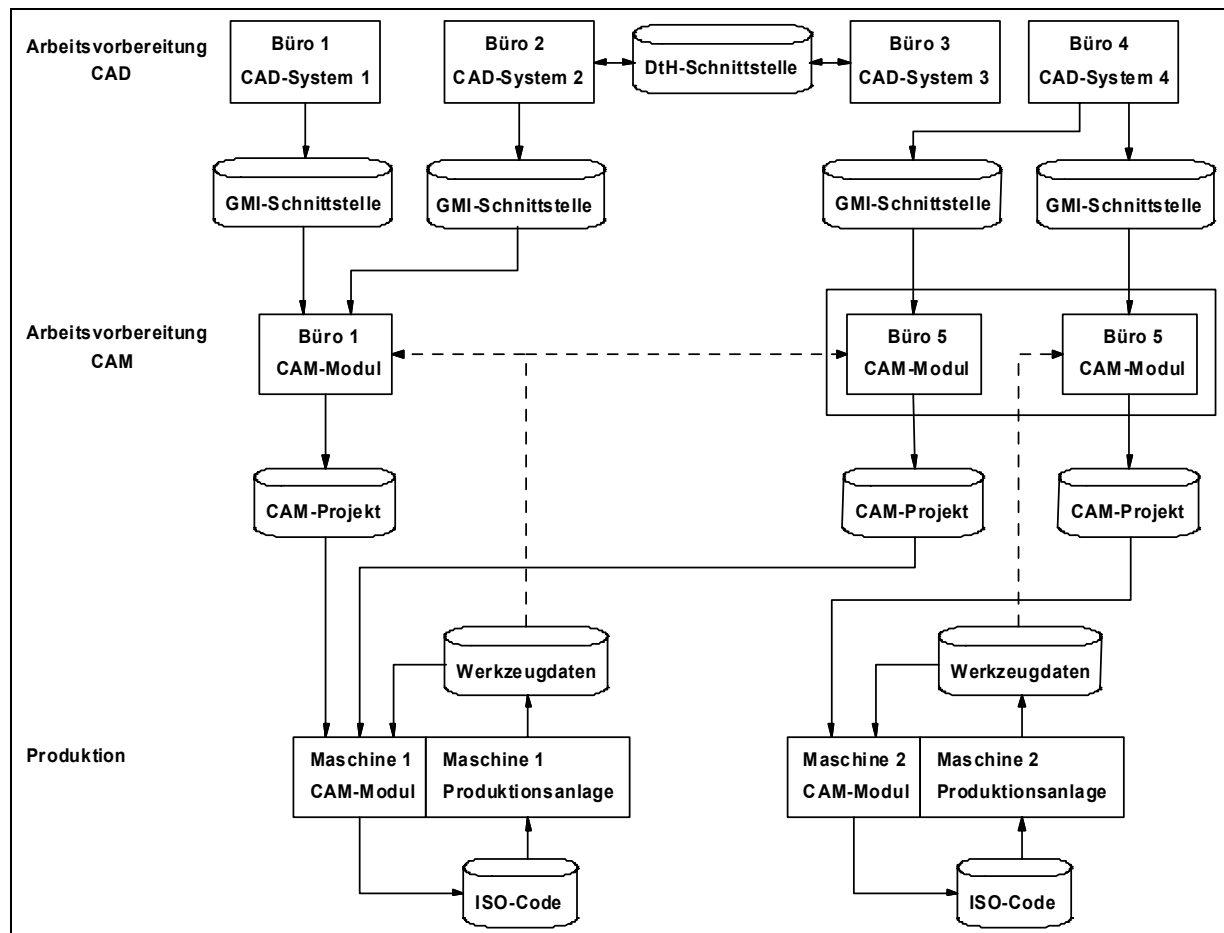 Arbeitsvorbereitung
CAD
Büro 1
CAD-System 1
Büro 2
CAD-System 2
DtH-Schnittstelle
Büro 3
CAD-System 3
Büro 4
CAD-System 4
GMI-Schnittstelle
GMI-Schnittstelle
GMI-Schnittstelle
GMI-Schnittstelle
Arbeitsvorbereitung
CAM
Büro 1
CAM-Modul
Büro 5
CAM-Modul
Büro 5
CAM-Modul
CAM-Projekt
CAM-Projekt
CAM-Projekt
Werkzeugdaten
Werkzeugdaten
Produktion
Maschine 1
CAM-Modul
Maschine 1
Produktionsanlage
Maschine 2
CAM-Modul
Maschine 2
Produktionsanlage
ISO-Code
ISO-Code